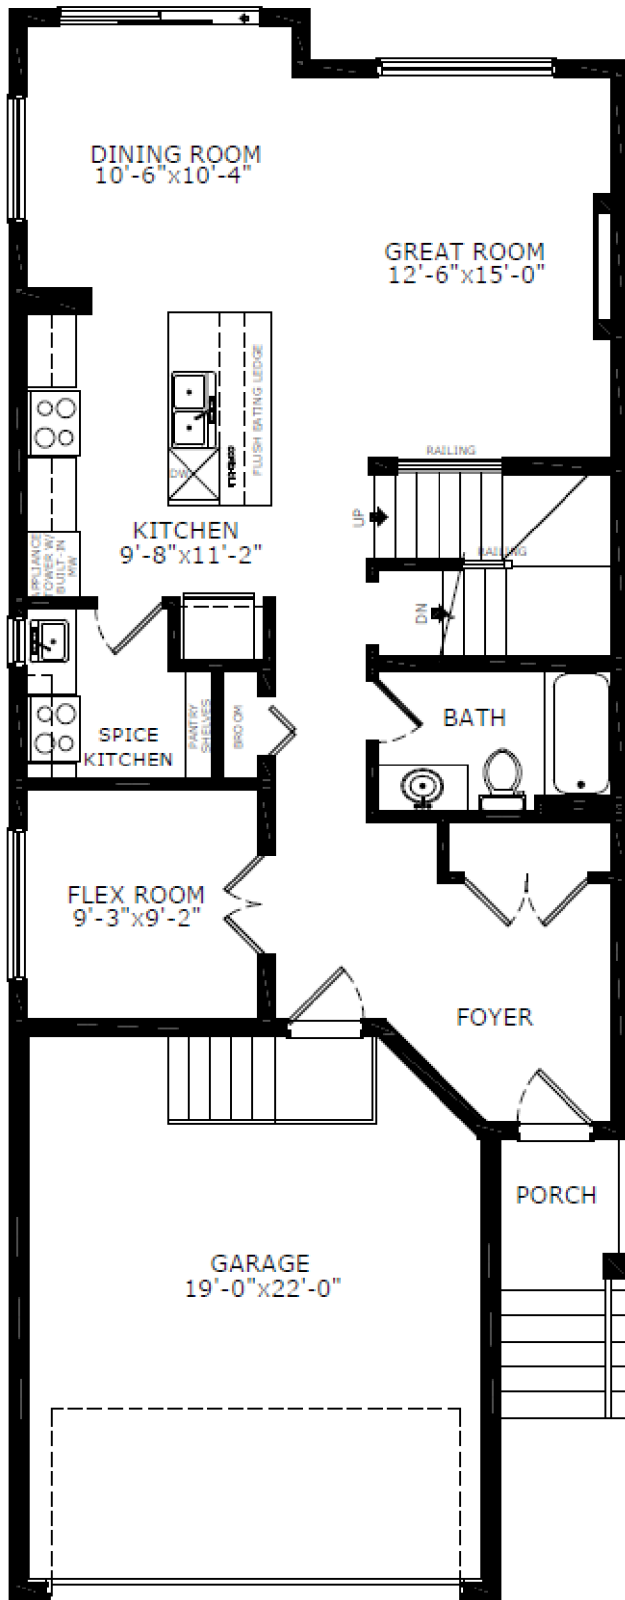 DINING ROOM
10'-6"x10'-4"
GREAT ROOM
12'-6"x15'-0"
FLUSH EATING LEDGE
DW
RAILING
UP
KITCHEN
9'-8"x11'-2"
RAILING
APPLIANCE
TOWER W/
BUILT-IN
MW
DN
SPICE
KITCHEN
PANTRY
SHELVES
BROOM
BATH
FLEX ROOM
9'-3"x9'-2"
FOYER
PORCH
GARAGE
19'-0"x22'-0"